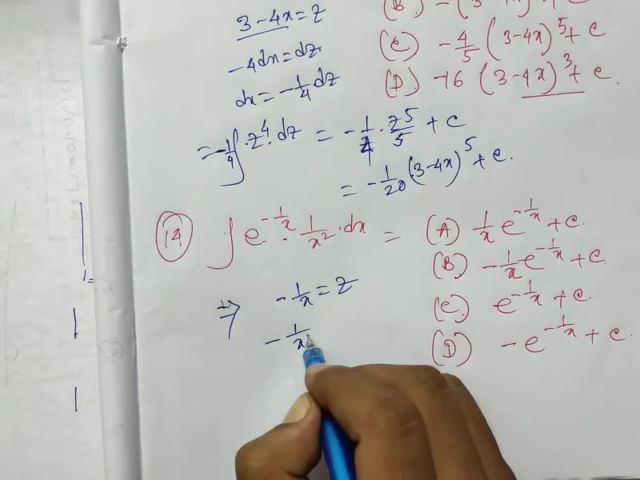 3-4x=z
-4dx=dz
dx=-1/4 dz
(C) -4/5 (3-4x)^5+c
(D) -16 (3-4x)^3+c.
=-1/4∫·z^4·dz = -1/4·z^5/5+c
= -1/20(3-4x)^5+c.
(14) ∫e^{-1/x}·1/x^2·dx = (A) 1/x e^{-1/x}+c.
(B) -1/x e^{-1/x}+c.
(C) e^{-1/x}+c.
(D) -e^{-1/x}+c.
⇒ -1/x=z
-1/x